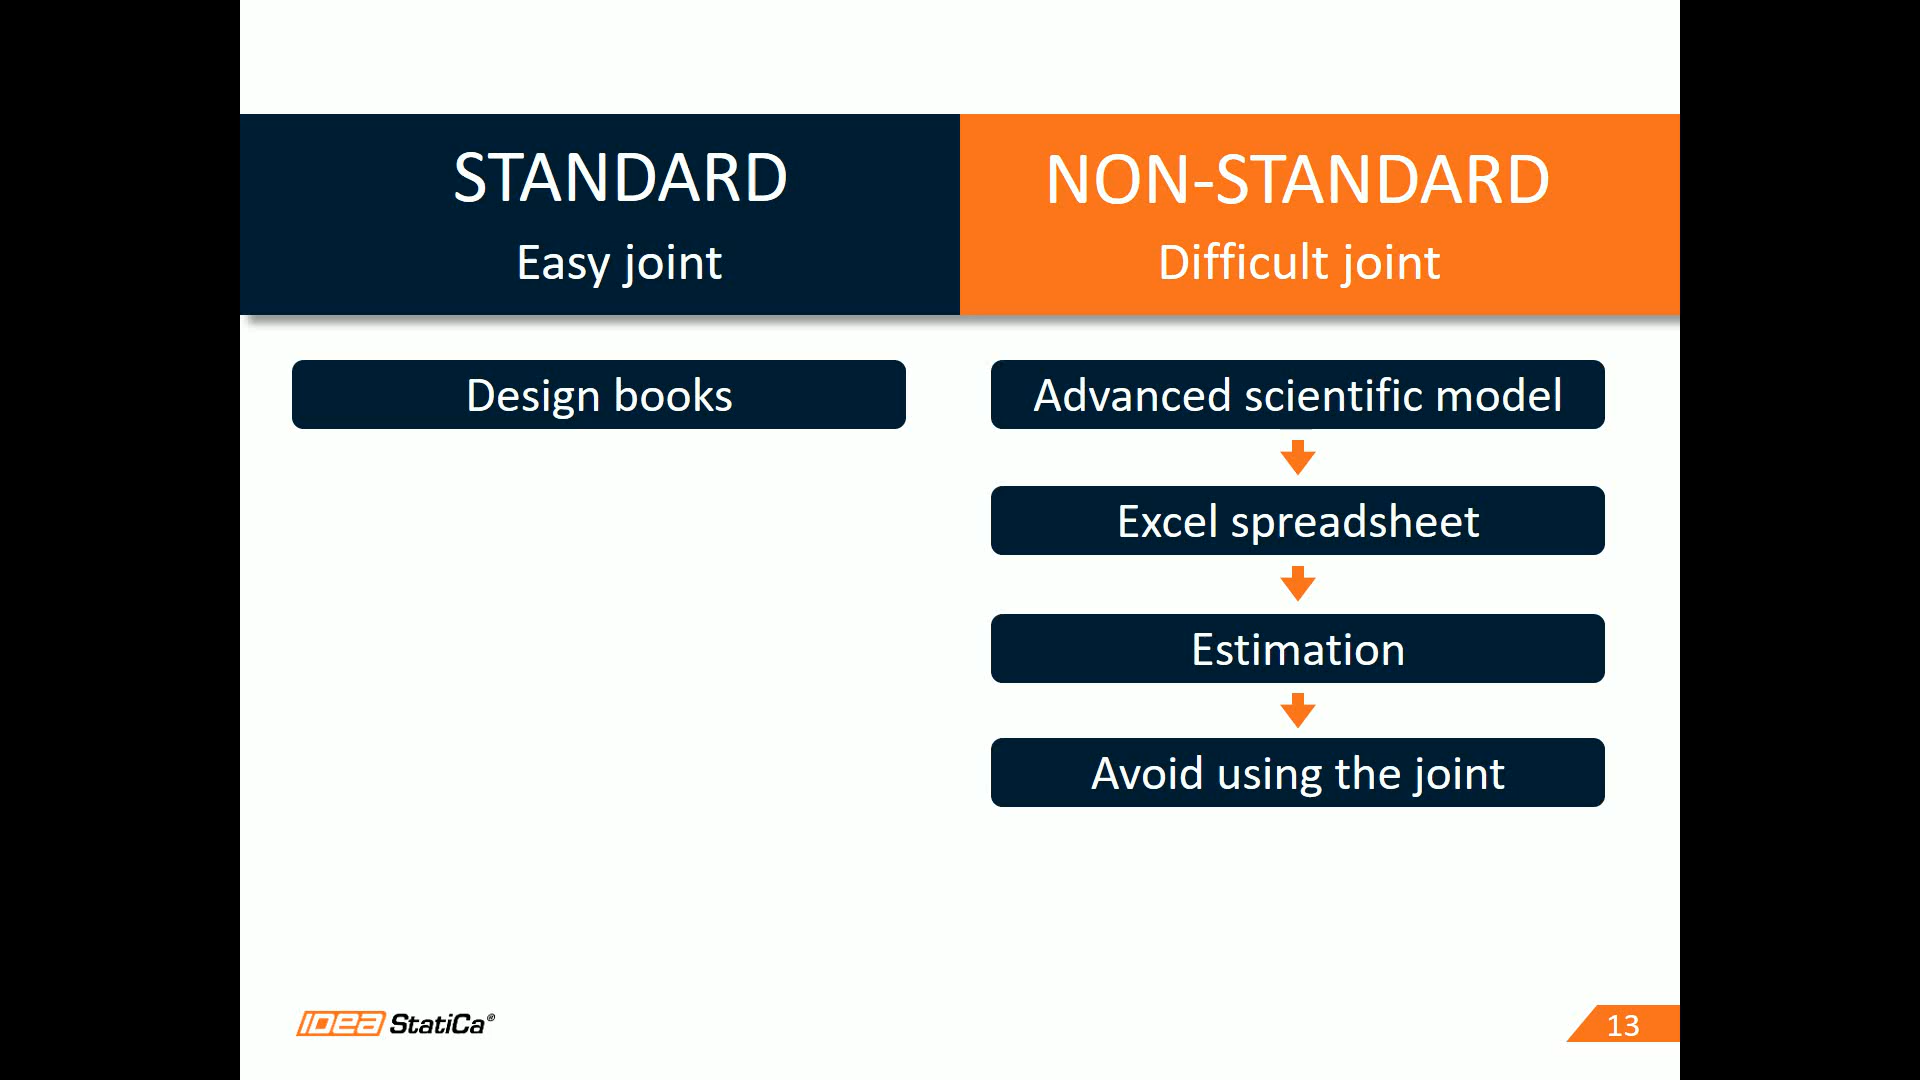 STANDARD
Easy joint
NON-STANDARD
Difficult joint
Design books
Advanced scientific model
Excel spreadsheet
Estimation
Avoid using the joint
IDEA StatiCa®
13